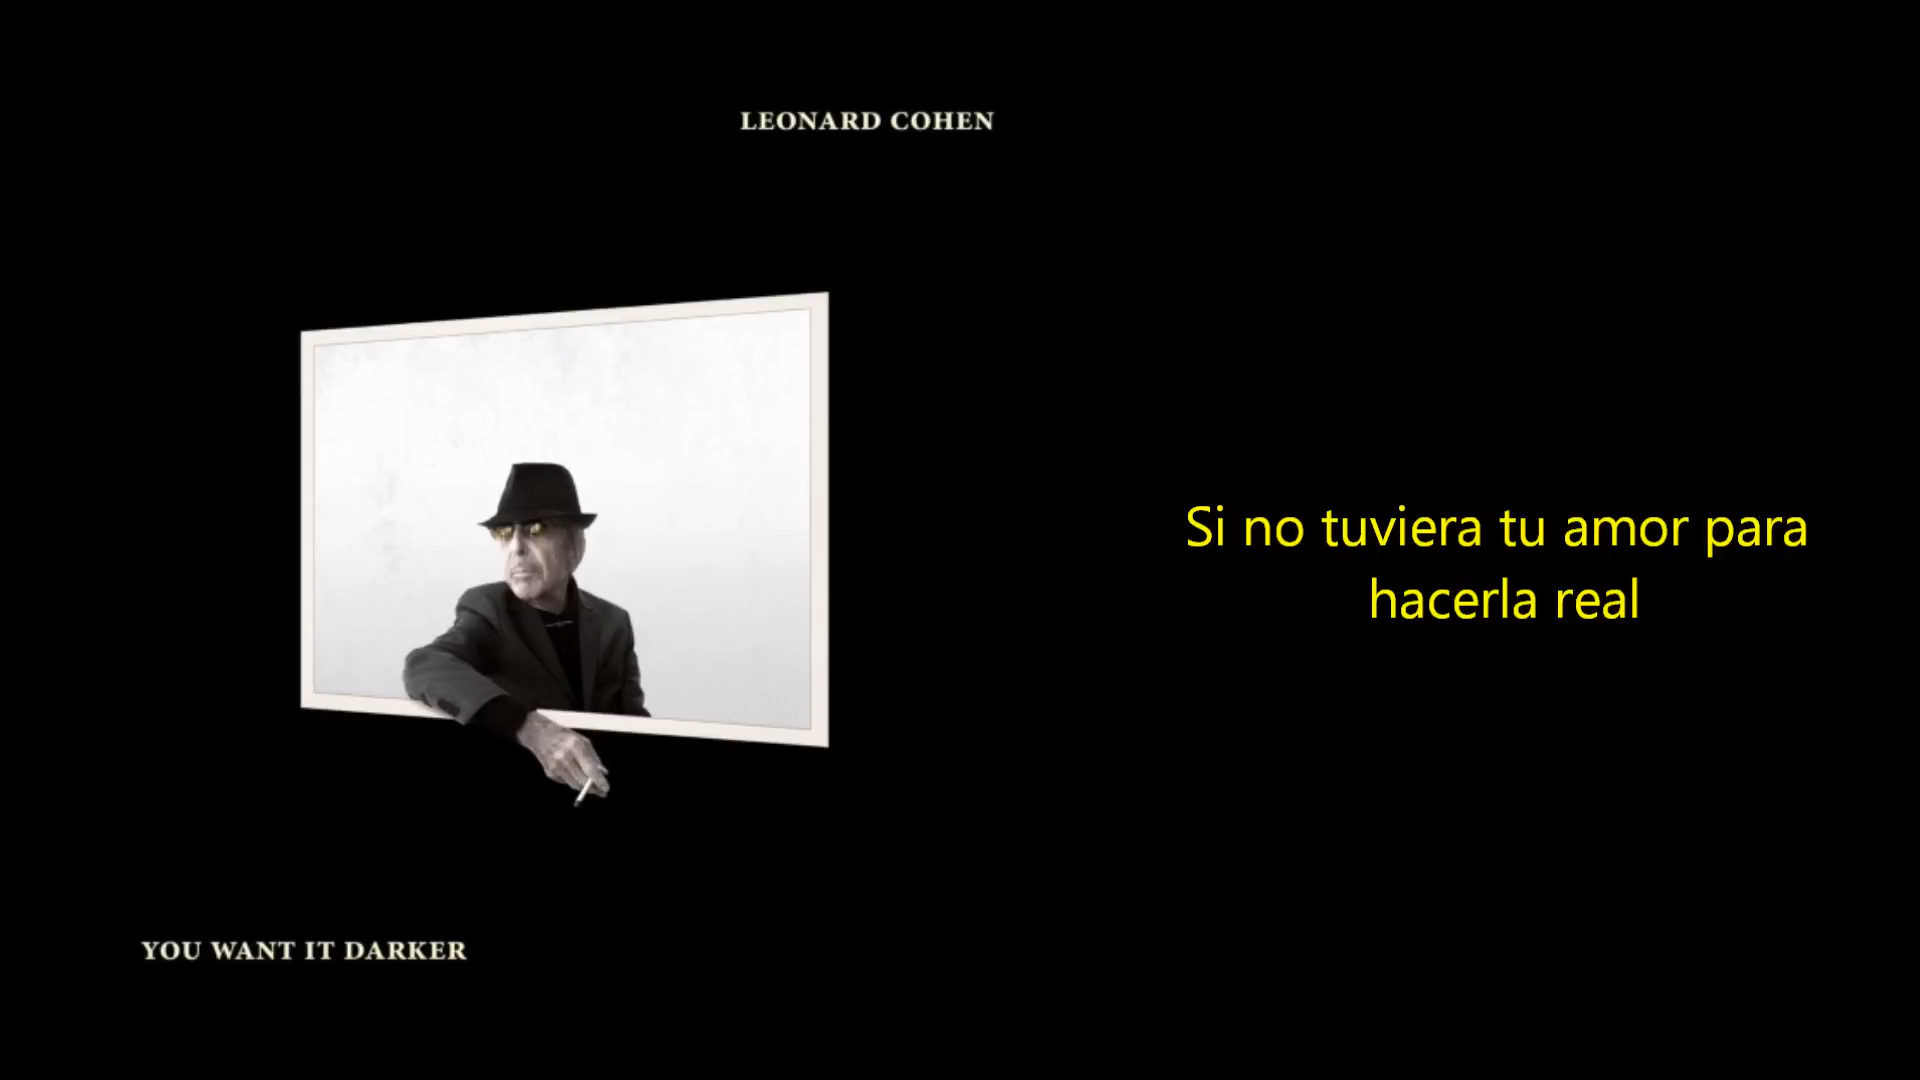 LEONARD COHEN
Si no tuviera tu amor para
hacerla real
YOU WANT IT DARKER